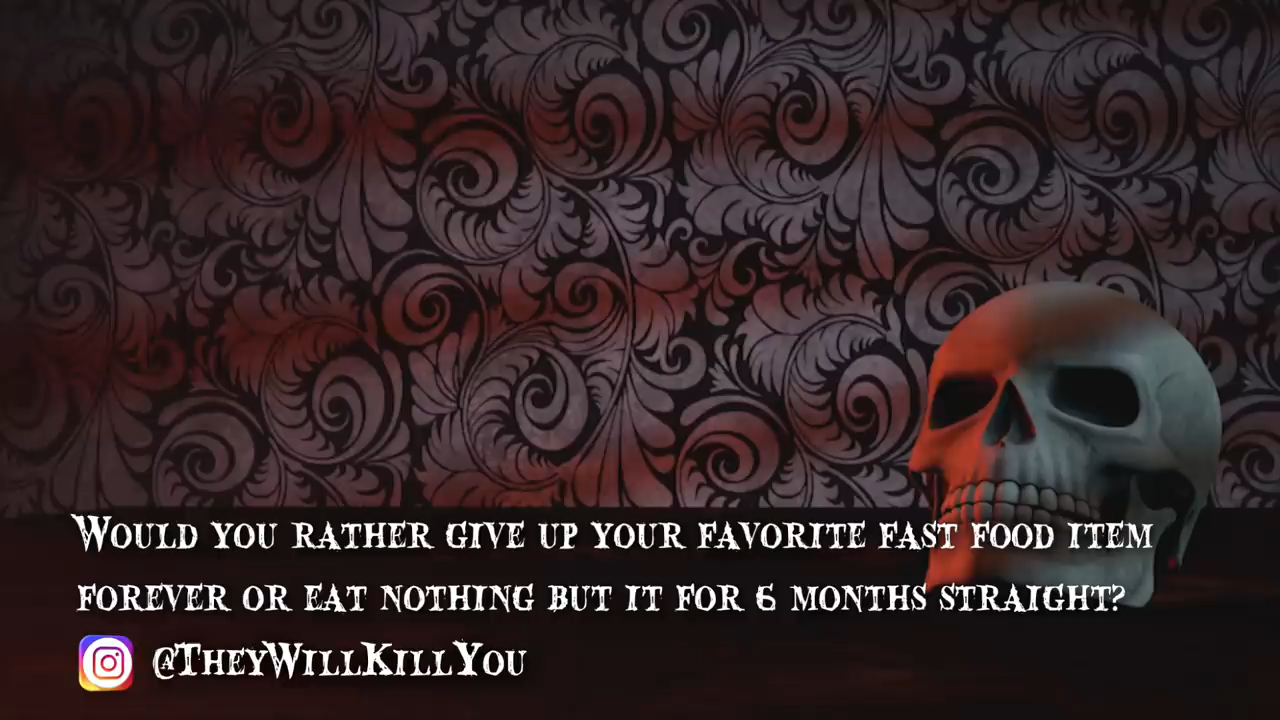 Would you rather give up your favorite fast food item
forever or eat nothing but it for 6 months straight?
@TheyWillKillYou